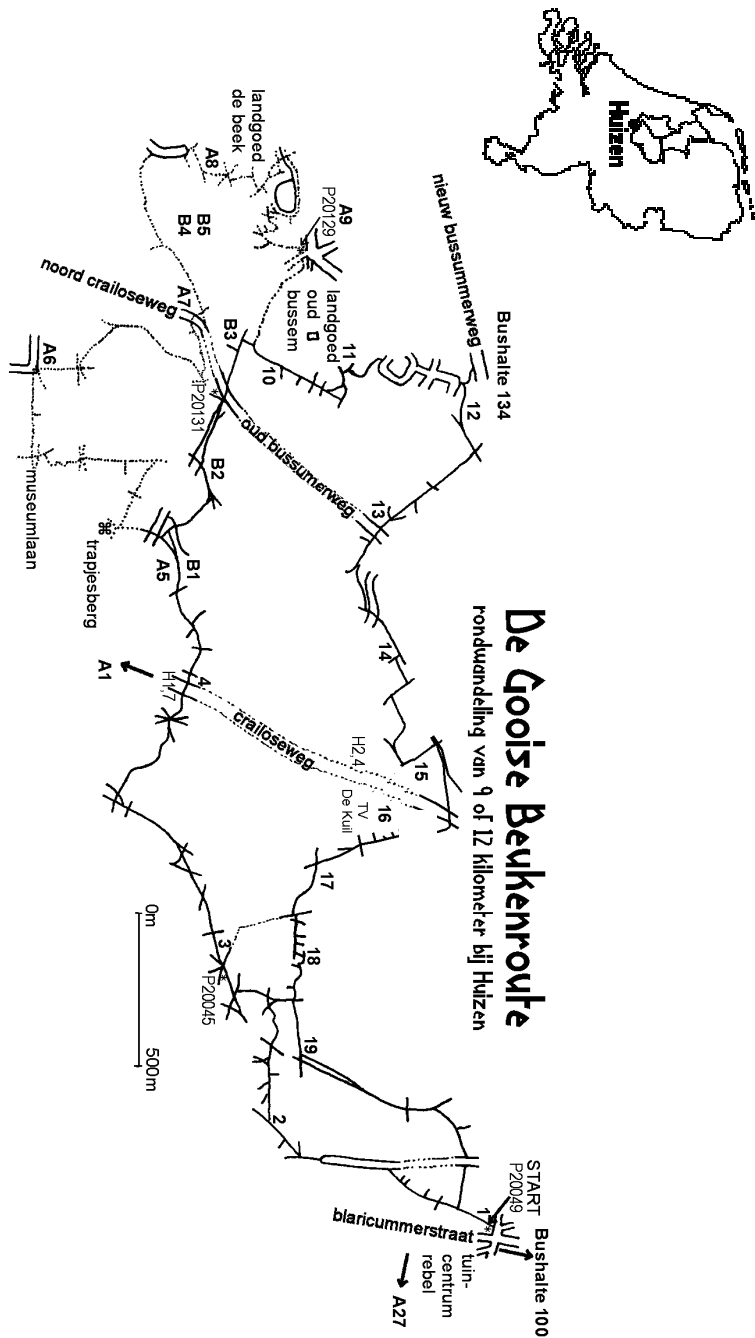 De Gooise Beukenroute
rondwandeling van 9 of 12 kilometer bij Huizen
Huizen
Bushalte 134
nieuw bussummerweg
12
11
10
13
14
15
16
17
18
19
landgoed
oud
bussem
A9
P20129
landgoed
de beek
A8
B5
B4
A7
noord crailoseweg
B3
P20131
oud bussumerweg
B2
A6
museumlaan
trapjesberg
B1
A5
4
H1,7
A1
crailoseweg
H2,4
TV
De Kuil
3
P20045
0m
500m
2
START
P20049
1
Bushalte 100
blaricummerstraat
tuin-
centrum
rebel
A27